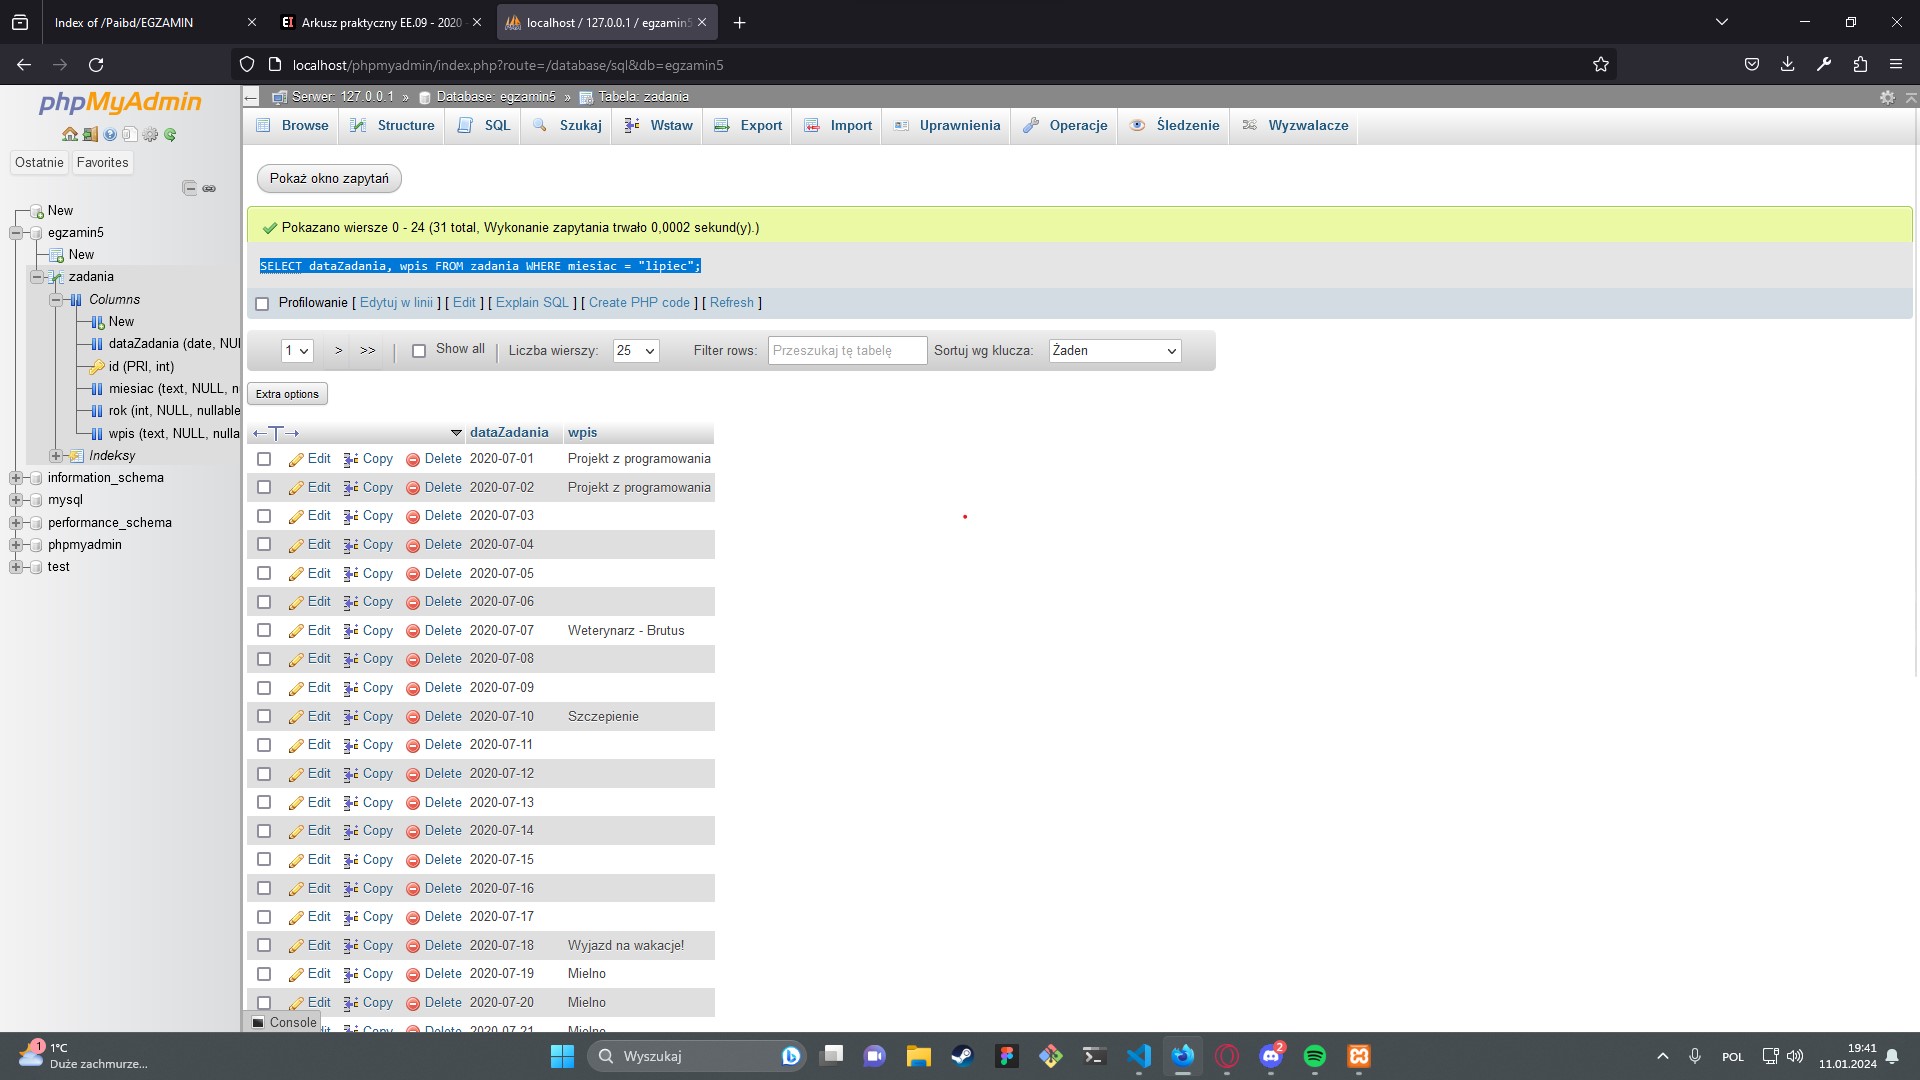 Index of /Paibd/EGZAMIN
Arkusz praktyczny EE.09 - 2020
localhost / 127.0.0.1 / egzamin5
localhost/phpmyadmin/index.php?route=/database/sql&db=egzamin5
phpMyAdmin
Serwer: 127.0.0.1 » Database: egzamin5 » Tabela: zadania
Browse Structure SQL Szukaj Wstaw Export Import Uprawnienia Operacje Śledzenie Wyzwalacze
Ostatnie Favorites
New
egzamin5
New
zadania
Columns
New
dataZadania (date, NUl
id (PRI, int)
miesiac (text, NULL, n
rok (int, NULL, nullable
wpis (text, NULL, nulla
Indeksy
information_schema
mysql
performance_schema
phpmyadmin
test
Pokaż okno zapytań
Pokazano wiersze 0 - 24 (31 total, Wykonanie zapytania trwało 0,0002 sekund(y).)
SELECT dataZadania, wpis FROM zadania WHERE miesiac = "lipiec";
Profilowanie [ Edytuj w linii ] [ Edit ] [ Explain SQL ] [ Create PHP code ] [ Refresh ]
1 > >> | Show all | Liczba wierszy: 25 Filter rows: Przeszukaj tę tabelę Sortuj wg klucza: Żaden
Extra options
dataZadania wpis
Edit Copy Delete 2020-07-01 Projekt z programowania
Edit Copy Delete 2020-07-02 Projekt z programowania
Edit Copy Delete 2020-07-03
Edit Copy Delete 2020-07-04
Edit Copy Delete 2020-07-05
Edit Copy Delete 2020-07-06
Edit Copy Delete 2020-07-07 Weterynarz - Brutus
Edit Copy Delete 2020-07-08
Edit Copy Delete 2020-07-09
Edit Copy Delete 2020-07-10 Szczepienie
Edit Copy Delete 2020-07-11
Edit Copy Delete 2020-07-12
Edit Copy Delete 2020-07-13
Edit Copy Delete 2020-07-14
Edit Copy Delete 2020-07-15
Edit Copy Delete 2020-07-16
Edit Copy Delete 2020-07-17
Edit Copy Delete 2020-07-18 Wyjazd na wakacje!
Edit Copy Delete 2020-07-19 Mielno
Edit Copy Delete 2020-07-20 Mielno
Copy Delete 2020-07-21 Mielno
Console
1
1°C
Duże zachmurze...
Wyszukaj
2
POL
19:41
11.01.2024